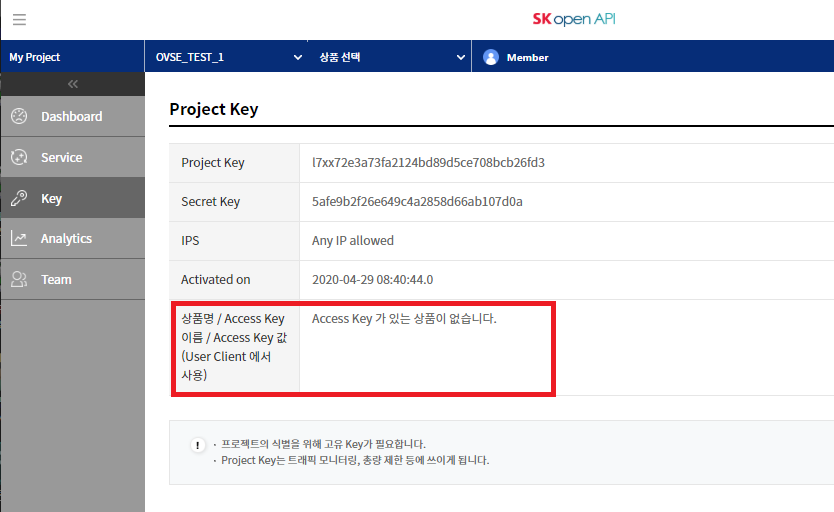 SK open API
My Project
OVSE_TEST_1
상품 선택
Member
Dashboard
Service
Key
Analytics
Team
Project Key
Project Key
l7xx72e3a73fa2124bd89d5ce708bcb26fd3
Secret Key
5afe9b2f26e649c4a2858d66ab107d0a
IPS
Any IP allowed
Activated on
2020-04-29 08:40:44.0
상품명 / Access Key
이름 / Access Key 값
(User Client 에서
사용)
Access Key 가 있는 상품이 없습니다.
· 프로젝트의 식별을 위해 고유 Key가 필요합니다.
· Project Key는 트래픽 모니터링, 총량 제한 등에 쓰이게 됩니다.